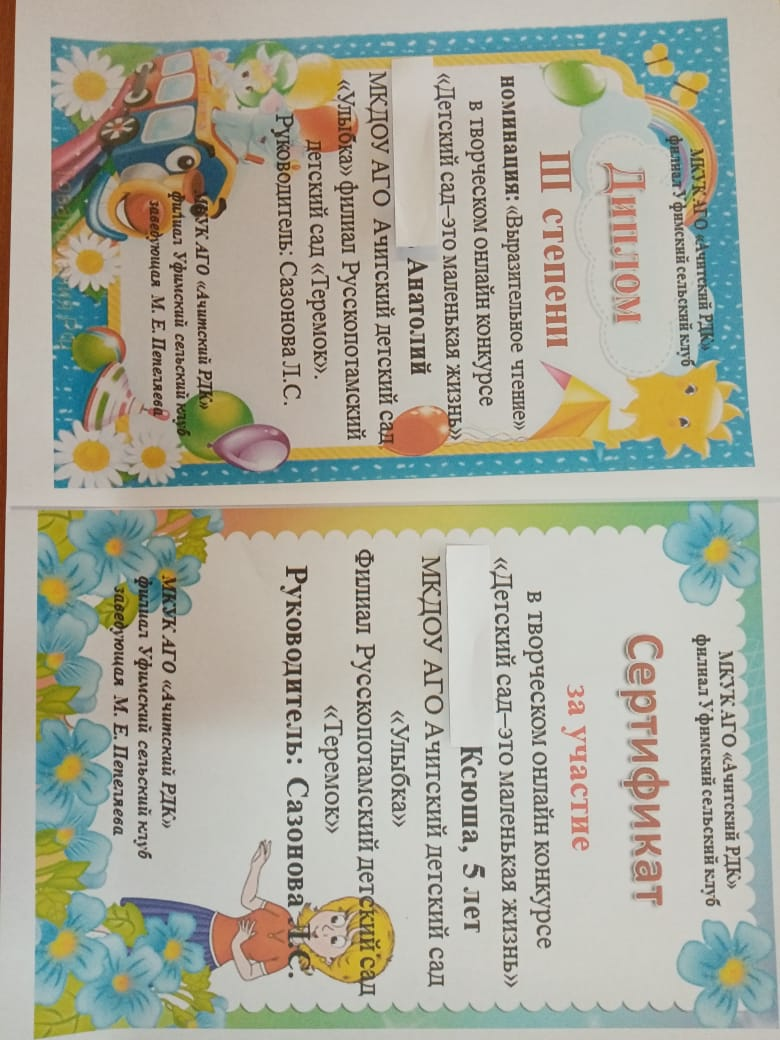 МКУК АГО «Ачитский РДК»
филиал Уфимский сельский клуб
Диплом
III степени
номинация: «Выразительное чтение»
в творческом онлайн конкурсе
«Детский сад–это маленькая жизнь»
Анатолий
МКДОУ АГО Ачитский детский сад
«Улыбка» филиал Русскопотамский
детский сад «Теремок».
Руководитель: Сазонова Л.С.
МКУК АГО «Ачитский РДК»
филиал Уфимский сельский клуб
заведующая М. Е. Пепеляева
МКУК АГО «Ачитский РДК»
филиал Уфимский сельский клуб
Сертификат
за участие
в творческом онлайн конкурсе
«Детский сад–это маленькая жизнь»
Ксюша, 5 лет
МКДОУ АГО Ачитский детский сад
«Улыбка»
Филиал Русскопотамский детский сад
«Теремок»
Руководитель: Сазонова Л.С.
МКУК АГО «Ачитский РДК»
филиал Уфимский сельский клуб
заведующая М. Е. Пепеляева